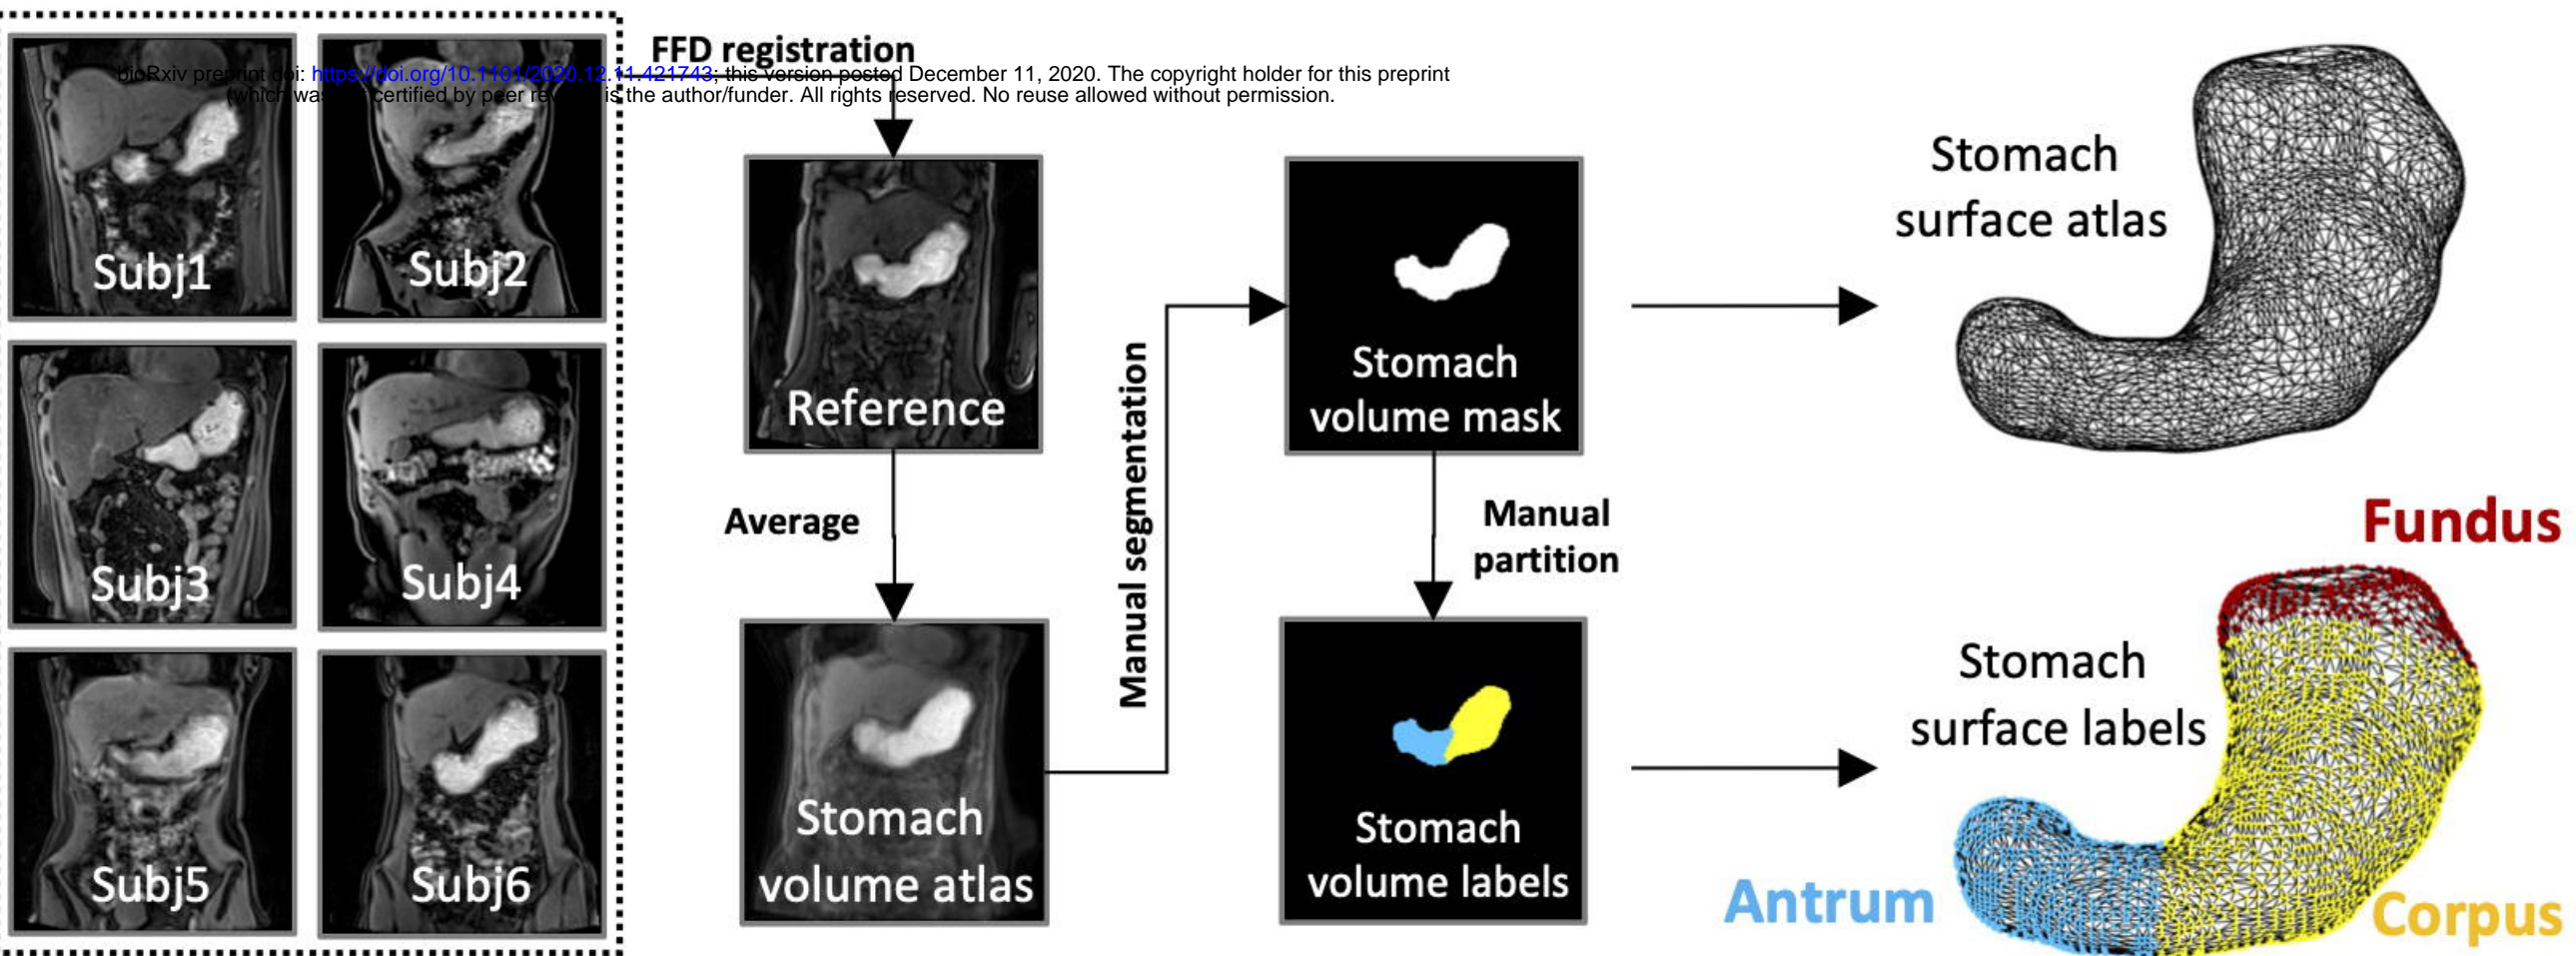 FFD registration
bioRxiv preprint doi: https://doi.org/10.1101/2020.12.11.421743; this version posted December 11, 2020. The copyright holder for this preprint
(which was certified by peer is the author/funder. All rights reserved. No reuse allowed without permission.
Subj1
Subj2
Subj3
Subj4
Subj5
Subj6
Reference
Average
Stomach
volume atlas
Manual segmentation
Stomach
volume mask
Manual
partition
Stomach
volume labels
Stomach
surface atlas
Stomach
surface labels
Fundus
Antrum
Corpus